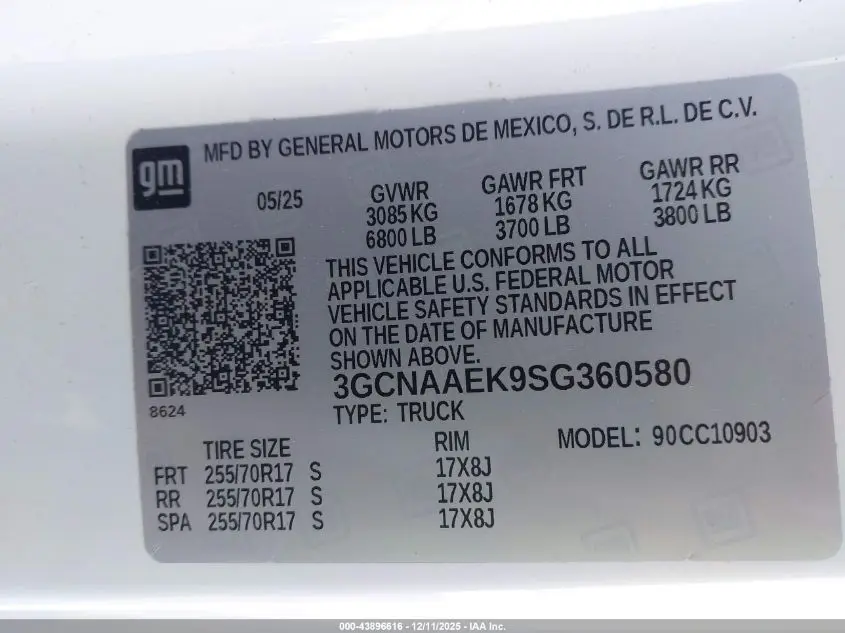 gm
MFD BY GENERAL MOTORS DE MEXICO, S. DE R.L. DE C.V.
05/25
GVWR GAWR FRT GAWR RR
3085 KG 1678 KG 1724 KG
6800 LB 3700 LB 3800 LB
THIS VEHICLE CONFORMS TO ALL
APPLICABLE U.S. FEDERAL MOTOR
VEHICLE SAFETY STANDARDS IN EFFECT
ON THE DATE OF MANUFACTURE
SHOWN ABOVE.
3GCNAAEK9SG360580
8624
TYPE: TRUCK
TIRE SIZE RIM MODEL: 90CC10903
FRT 255/70R17 S 17X8J
RR 255/70R17 S 17X8J
SPA 255/70R17 S 17X8J
000-43896616 - 12/11/2025 - IAA Inc.